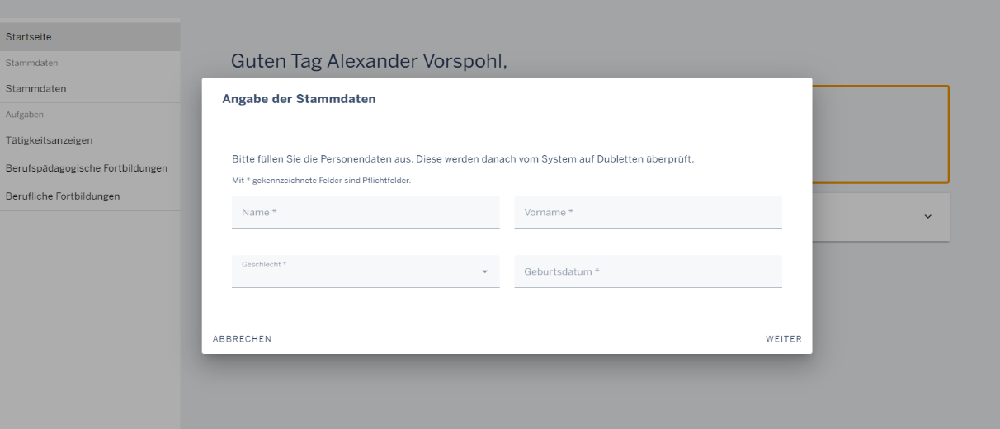 Startseite
Stammdaten
Stammdaten
Aufgaben
Tätigkeitsanzeigen
Berufspädagogische Fortbildungen
Berufliche Fortbildungen
Guten Tag Alexander Vorspohl,
Angabe der Stammdaten
Bitte füllen Sie die Personendaten aus. Diese werden danach vom System auf Dubletten überprüft.
Mit * gekennzeichnete Felder sind Pflichtfelder.
Name * Vorname *
Geschlecht * Geburtsdatum *
ABBRECHEN WEITER